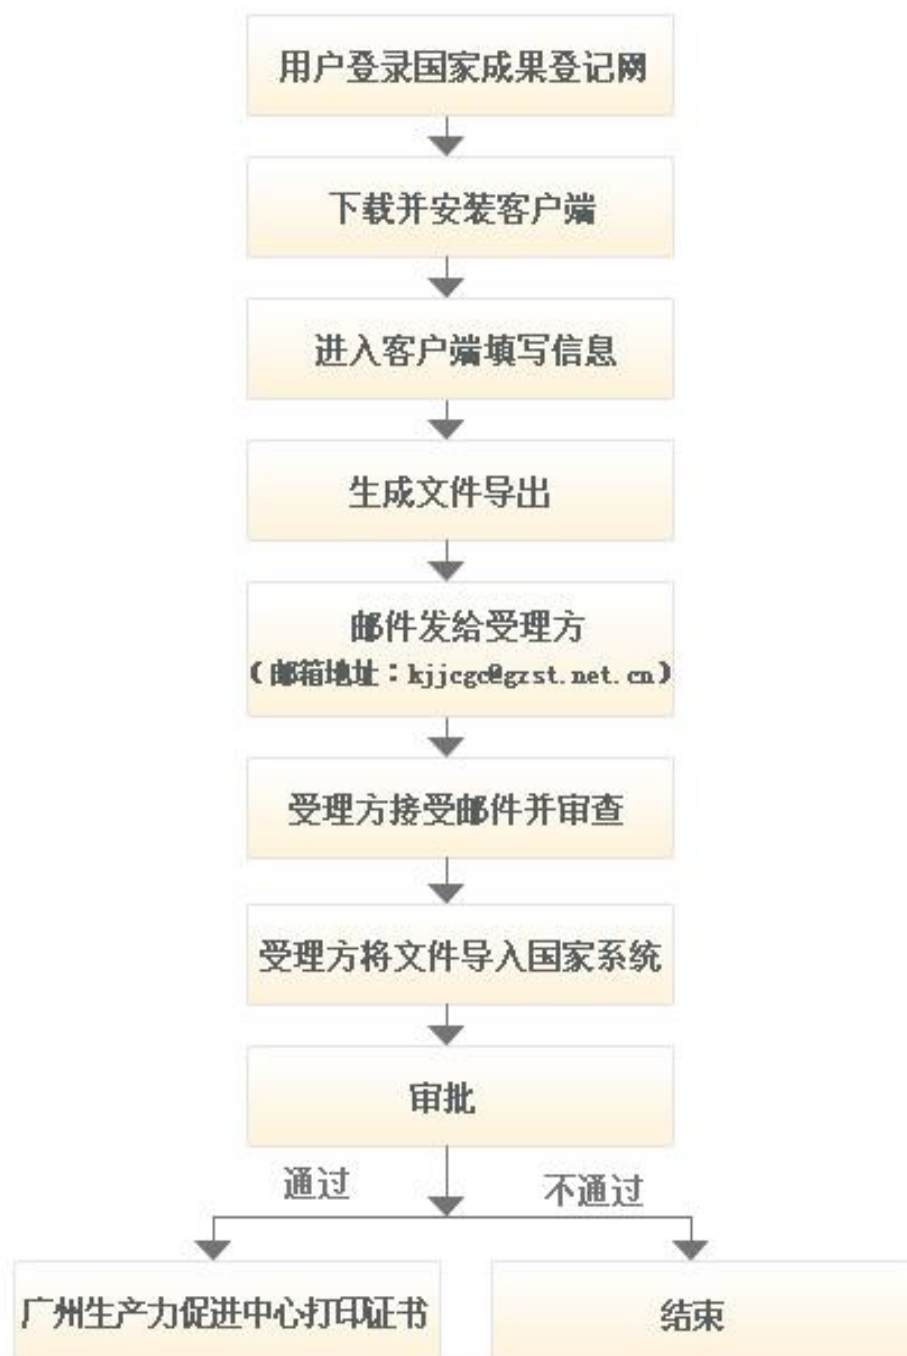 用户登录国家成果登记网
下载并安装客户端
进入客户端填写信息
生成文件导出
邮件发给受理方
（邮箱地址：kjjcgc@gzst.net.cn）
受理方接受邮件并审查
受理方将文件导入国家系统
审批
通过
不通过
广州生产力促进中心打印证书
结束